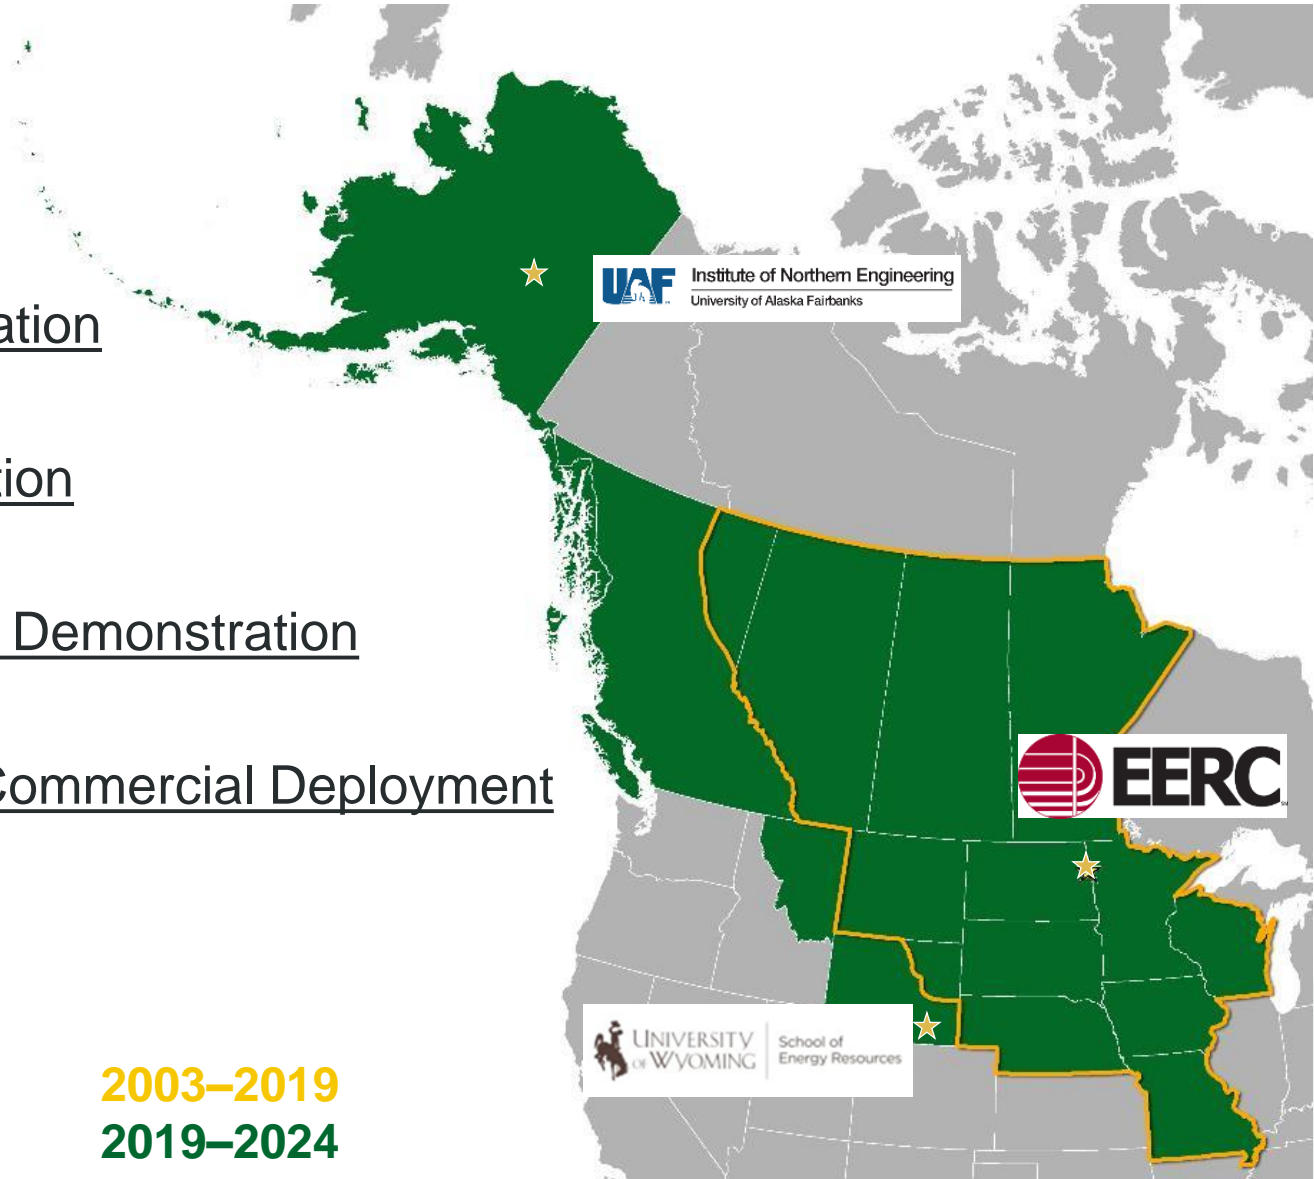 ation
tion
Demonstration
Commercial Deployment
2003–2019
2019–2024
UAF
Institute of Northern Engineering
University of Alaska Fairbanks
EERC
UNIVERSITY
OF WYOMING
School of
Energy Resources